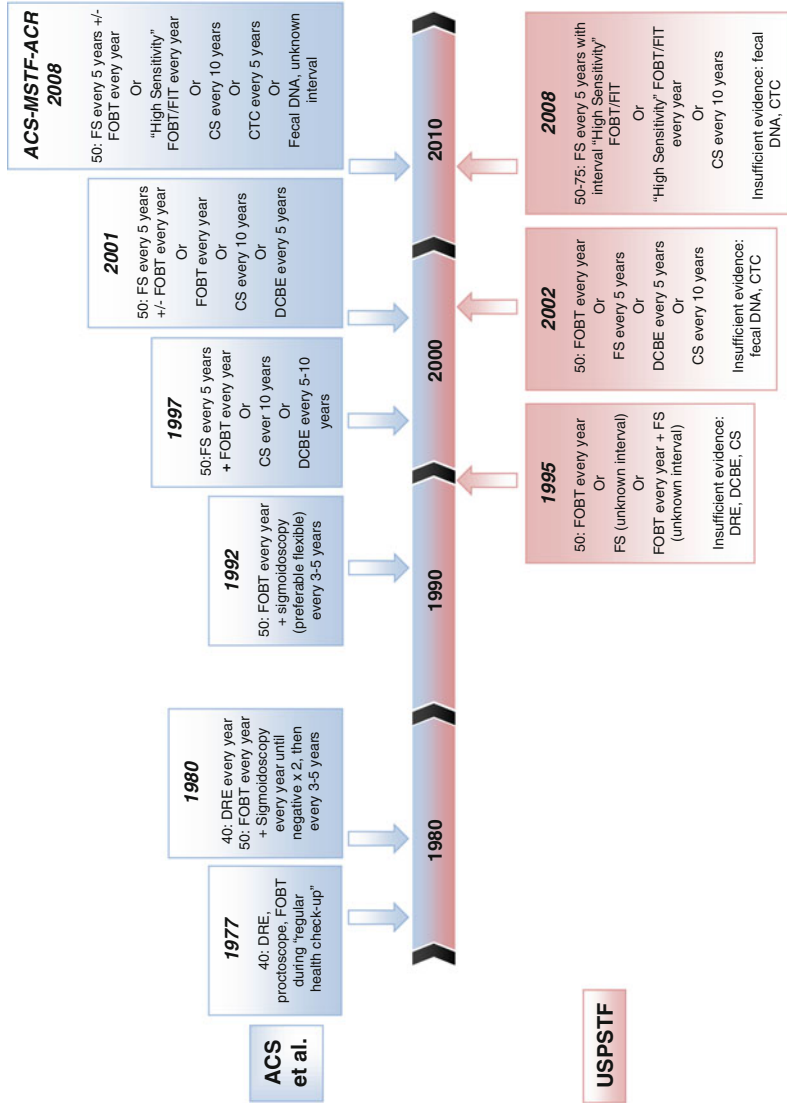 ACS
et al.
1977
40: DRE,
proctoscope, FOBT
during "regular
health check-up"
1980
40: DRE every year
50: FOBT every year
+ Sigmoidoscopy
every year until
negative x 2, then
every 3-5 years
1992
50: FOBT every year
+ sigmoidoscopy
(preferable flexible)
every 3-5 years
1997
50:FS every 5 years
+ FOBT every year
Or
CS ever 10 years
Or
DCBE every 5-10
years
2001
50: FS every 5 years
+/- FOBT every year
Or
FOBT every year
Or
CS every 10 years
Or
DCBE every 5 years
ACS-MSTF-ACR
2008
50: FS every 5 years +/-
FOBT every year
Or
"High Sensitivity"
FOBT/FIT every year
Or
CS every 10 years
Or
CTC every 5 years
Or
Fecal DNA, unknown
interval
1980
1990
2000
2010
USPSTF
1995
50: FOBT every year
Or
FS (unknown interval)
Or
FOBT every year + FS
(unknown interval)
Insufficient evidence:
DRE, DCBE, CS
2002
50: FOBT every year
Or
FS every 5 years
Or
DCBE every 5 years
Or
CS every 10 years
Insufficient evidence:
fecal DNA, CTC
2008
50-75: FS every 5 years with
interval "High Sensitivity"
FOBT/FIT
Or
"High Sensitivity" FOBT/FIT
every year
Or
CS every 10 years
Insufficient evidence: fecal
DNA, CTC